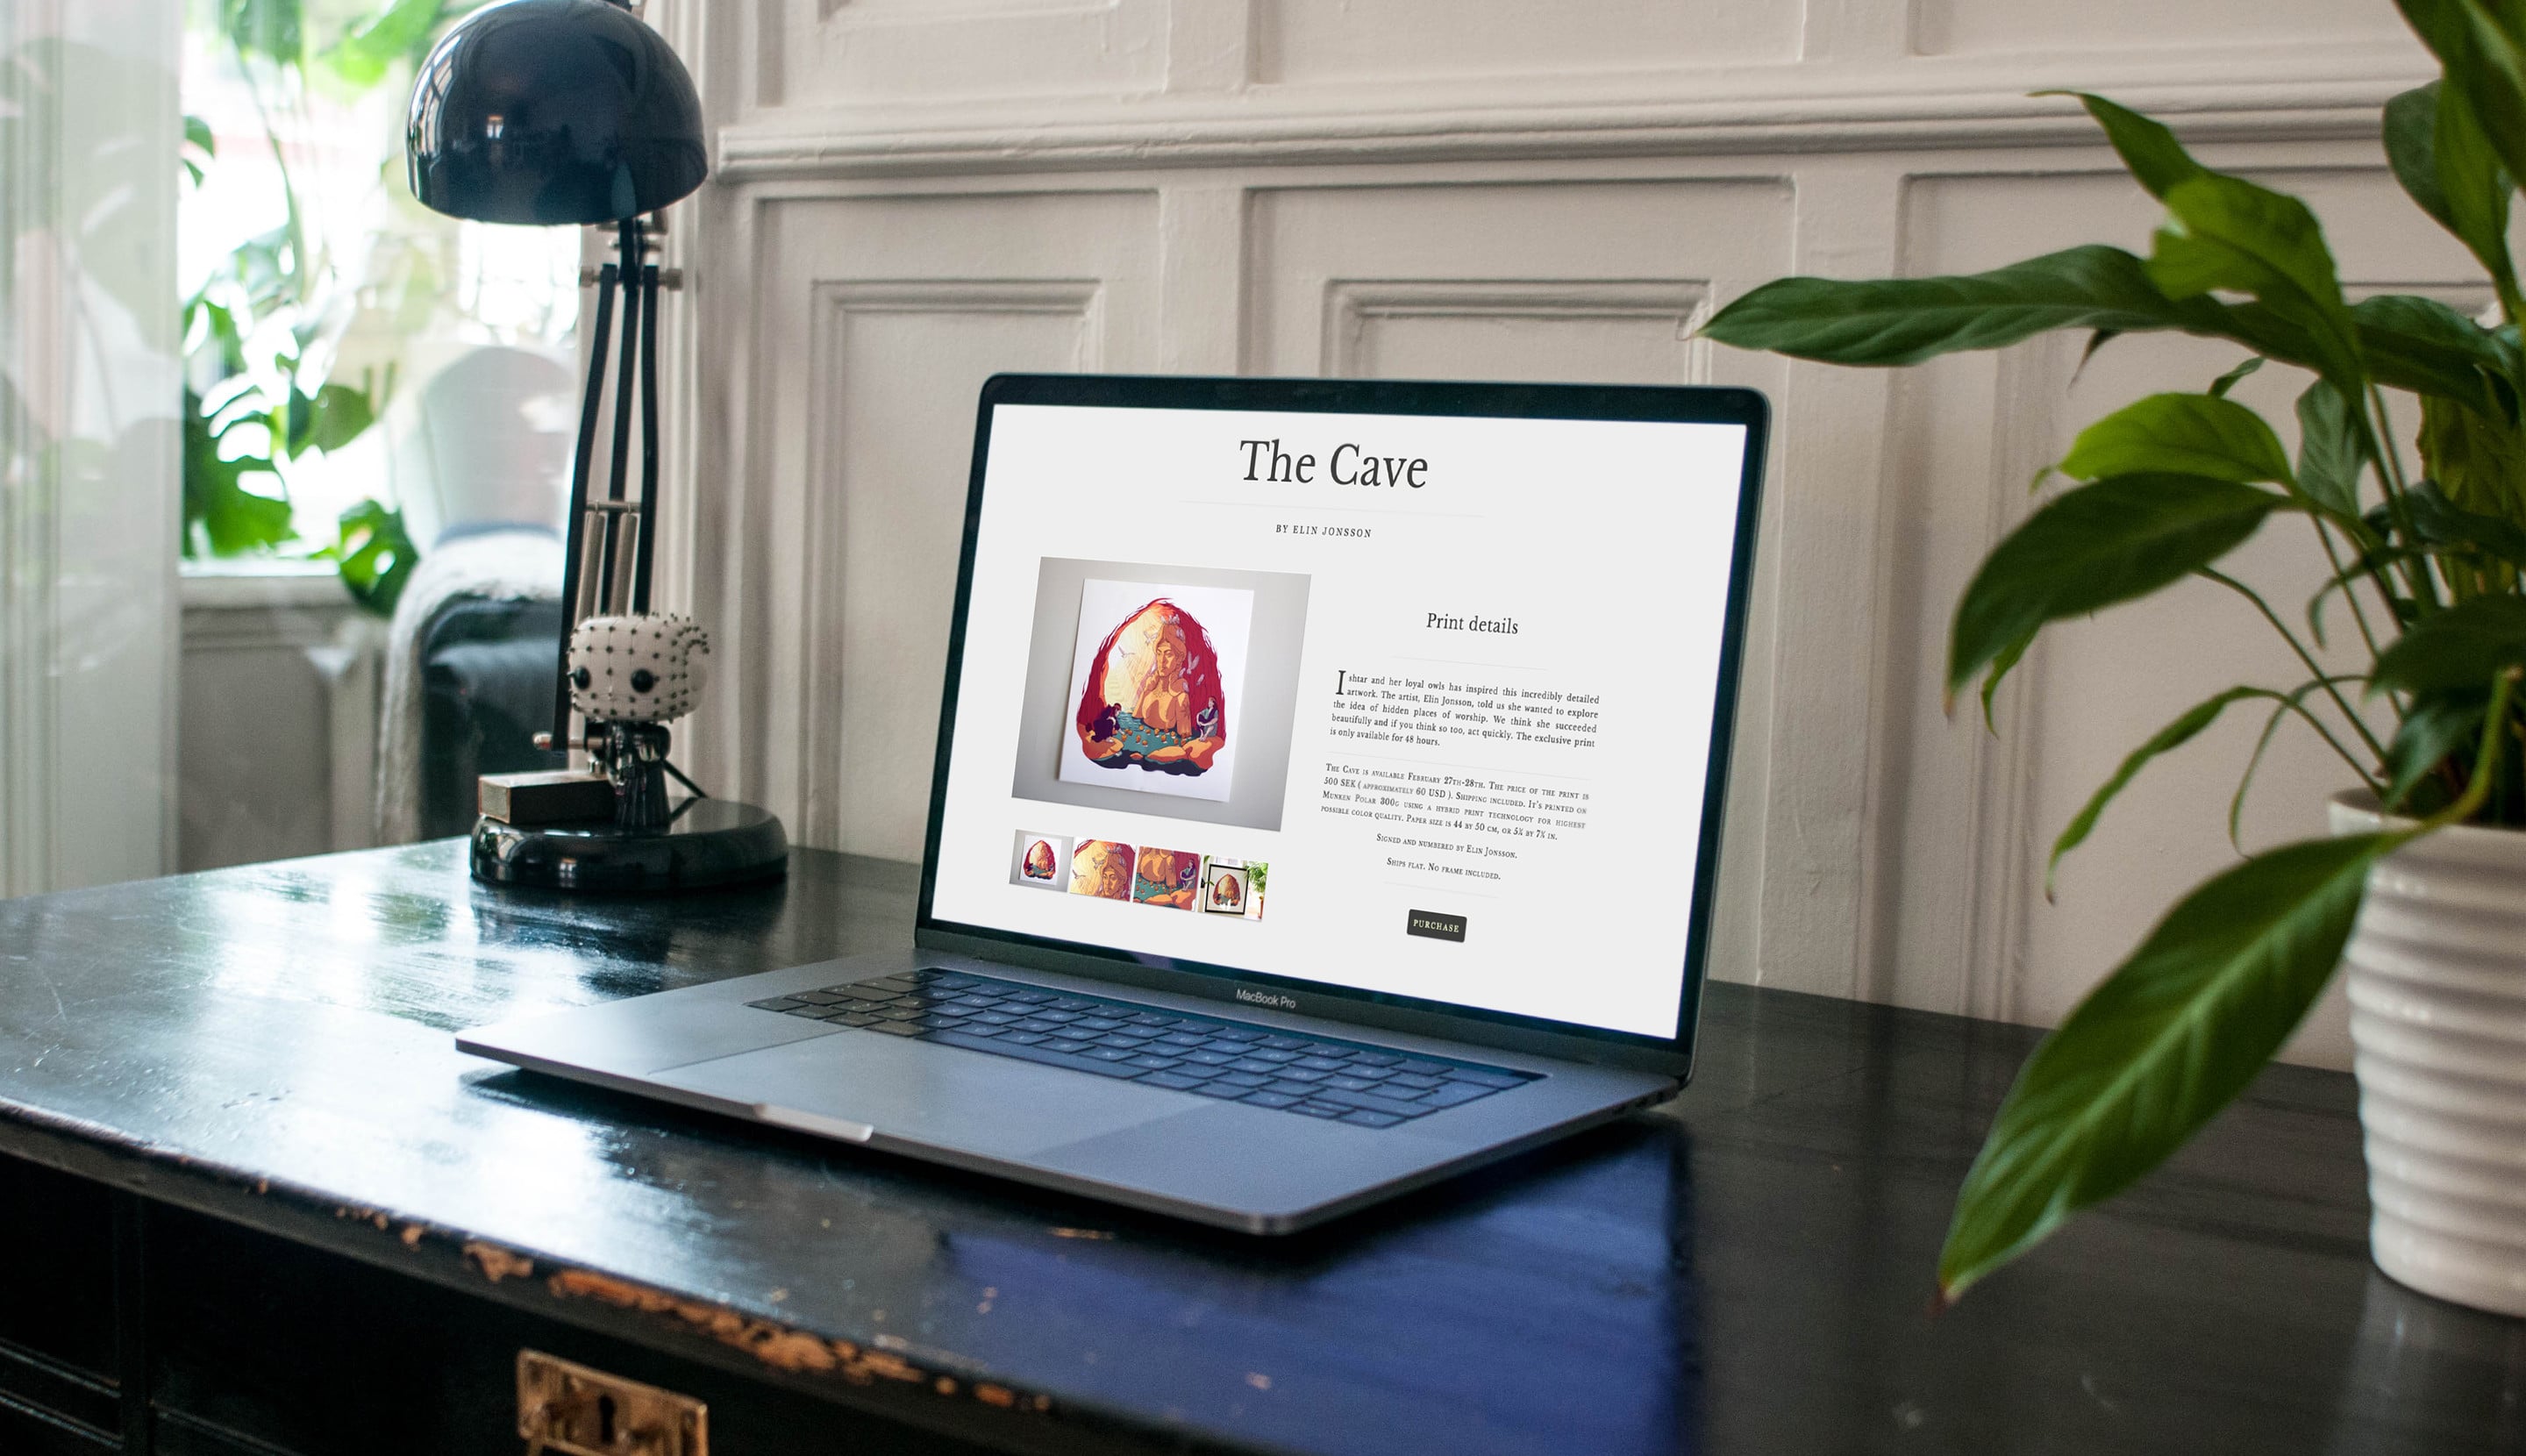 The Cave
BY ELIN JONSSON
Print details
Ishtar and her loyal owls has inspired this incredibly detailed
artwork. The artist, Elin Jonsson, told us she wanted to explore
the idea of hidden places of worship. We think she succeeded
beautifully and if you think so too, act quickly. The exclusive print
is only available for 48 hours.
The Cave is available February 27th-28th. The price of the print is
500 SEK ( approximately 60 USD ). Shipping included. It's printed on
Munken Polar 300g using a hybrid print technology for highest
possible color quality. Paper size is 44 by 50 cm, or 5⅞ by 7⅞ in.
Signed and numbered by Elin Jonsson.
Ships flat. No frame included.
PURCHASE
MacBook Pro